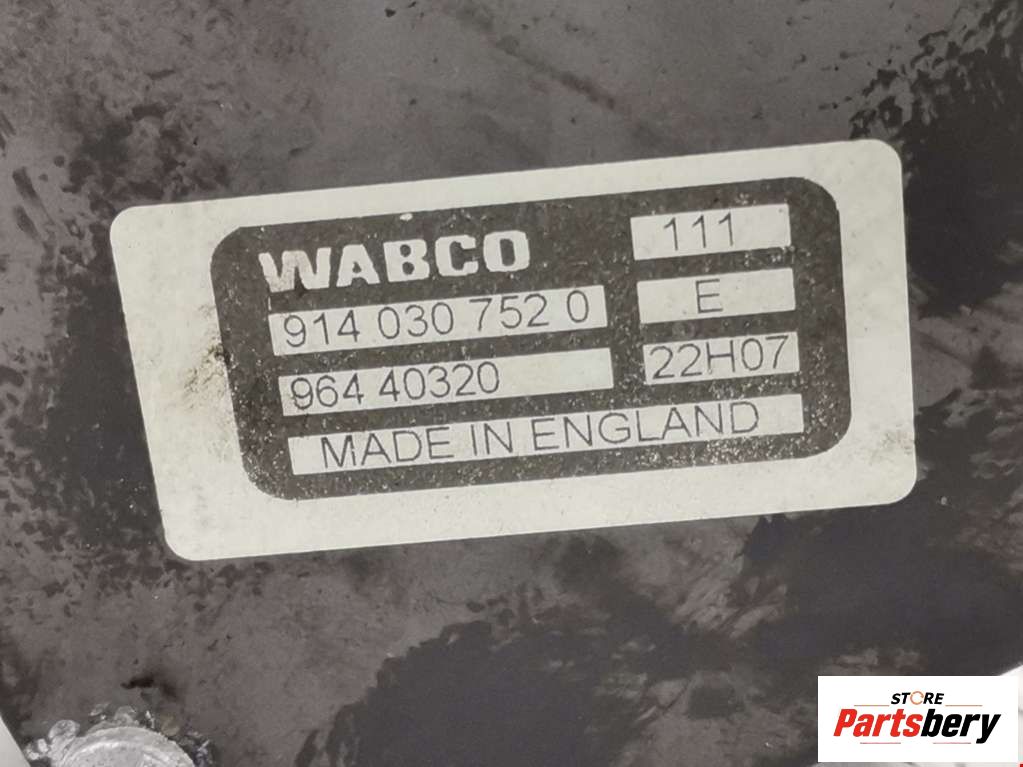 WABCO
111
914 030 752 0
E
964 40320
22H07
MADE IN ENGLAND
STORE
Partsbery